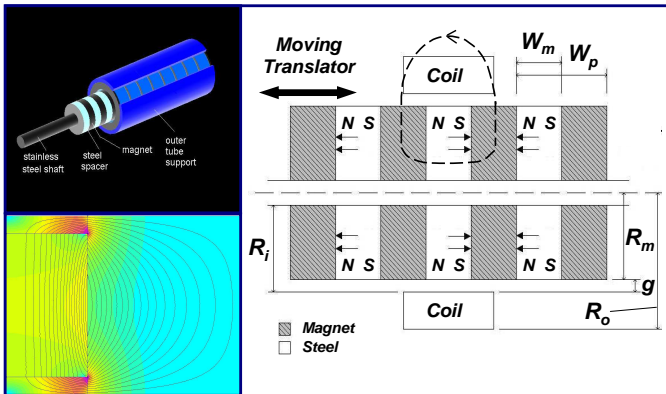 stainless
steel shaft
steel
spacer
magnet
outer
tube
support
Moving
Translator
Coil
W m
W p
N S N S N S
R i
R m
N S N S N S
g
Coil
R o
Magnet
Steel